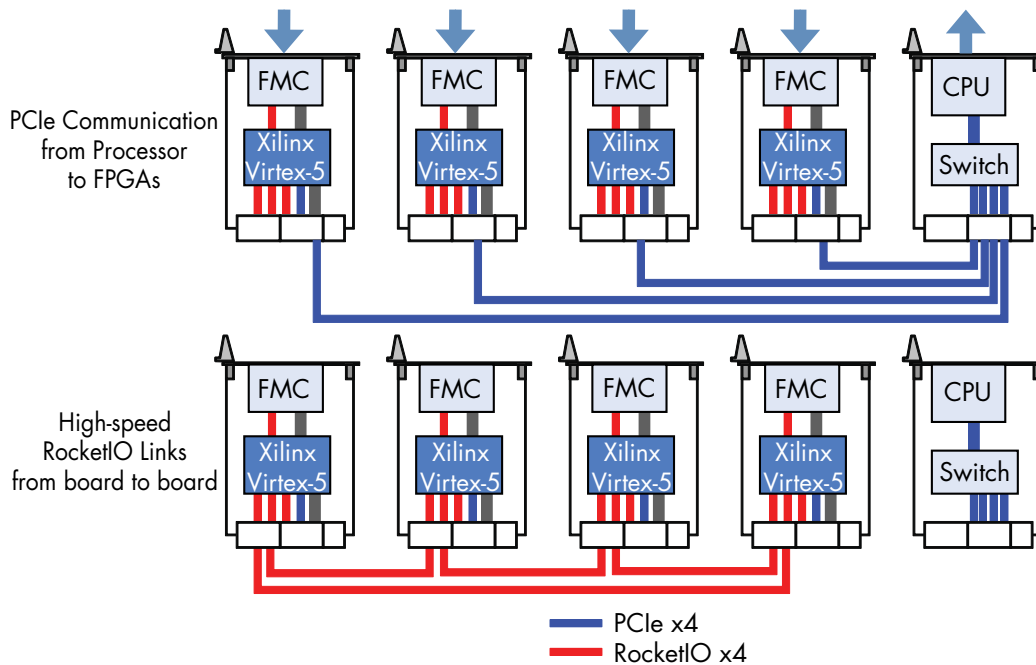 FMC
FMC
FMC
FMC
CPU
PCIe Communication
from Processor
to FPGAs
Xilinx
Virtex-5
Xilinx
Virtex-5
Xilinx
Virtex-5
Xilinx
Virtex-5
Switch
FMC
FMC
FMC
FMC
CPU
High-speed
RocketIO Links
from board to board
Xilinx
Virtex-5
Xilinx
Virtex-5
Xilinx
Virtex-5
Xilinx
Virtex-5
Switch
PCIe x4
RocketIO x4